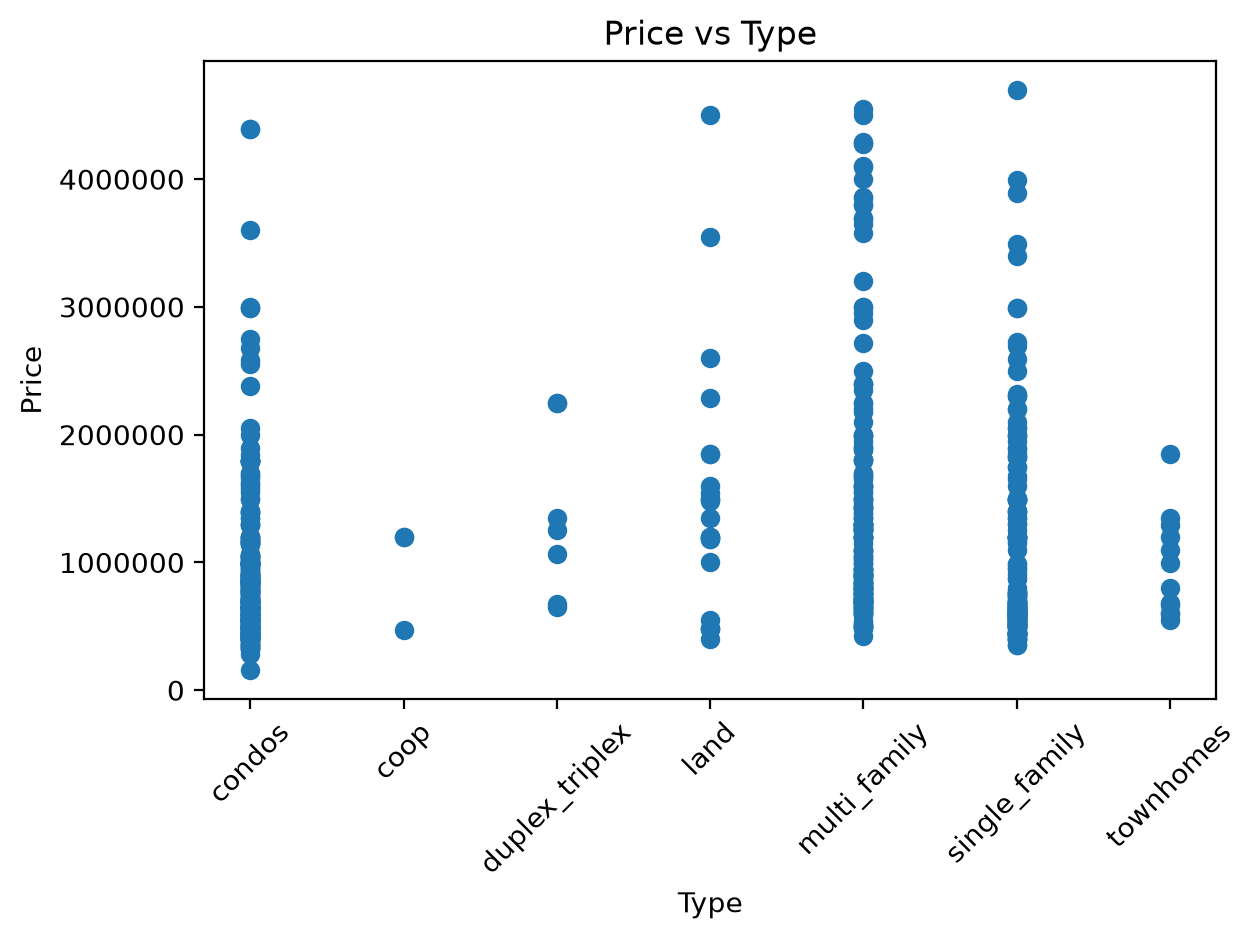 Price vs Type
Price
4000000
3000000
2000000
1000000
0
condos
coop
duplex_triplex
land
multi_family
single_family
townhomes
Type